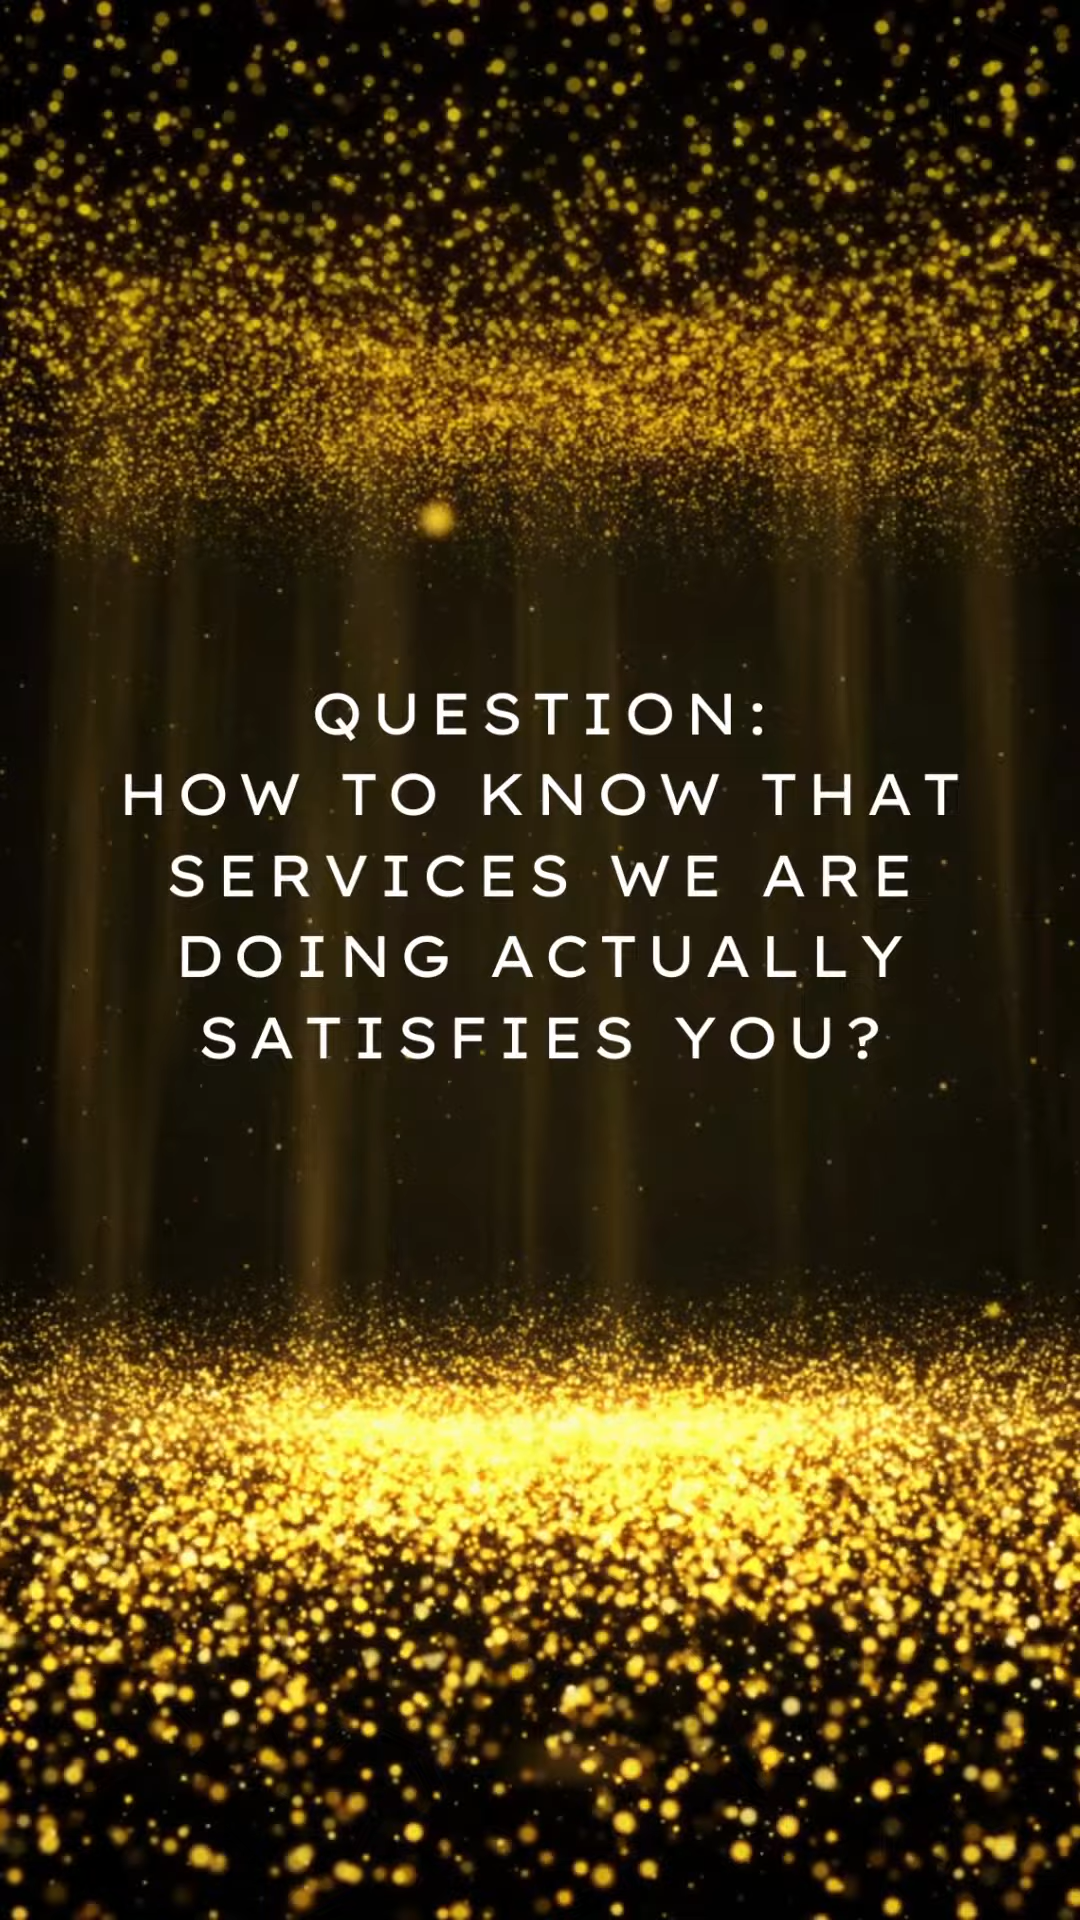 QUESTION:
HOW TO KNOW THAT
SERVICES WE ARE
DOING ACTUALLY
SATISFIES YOU?